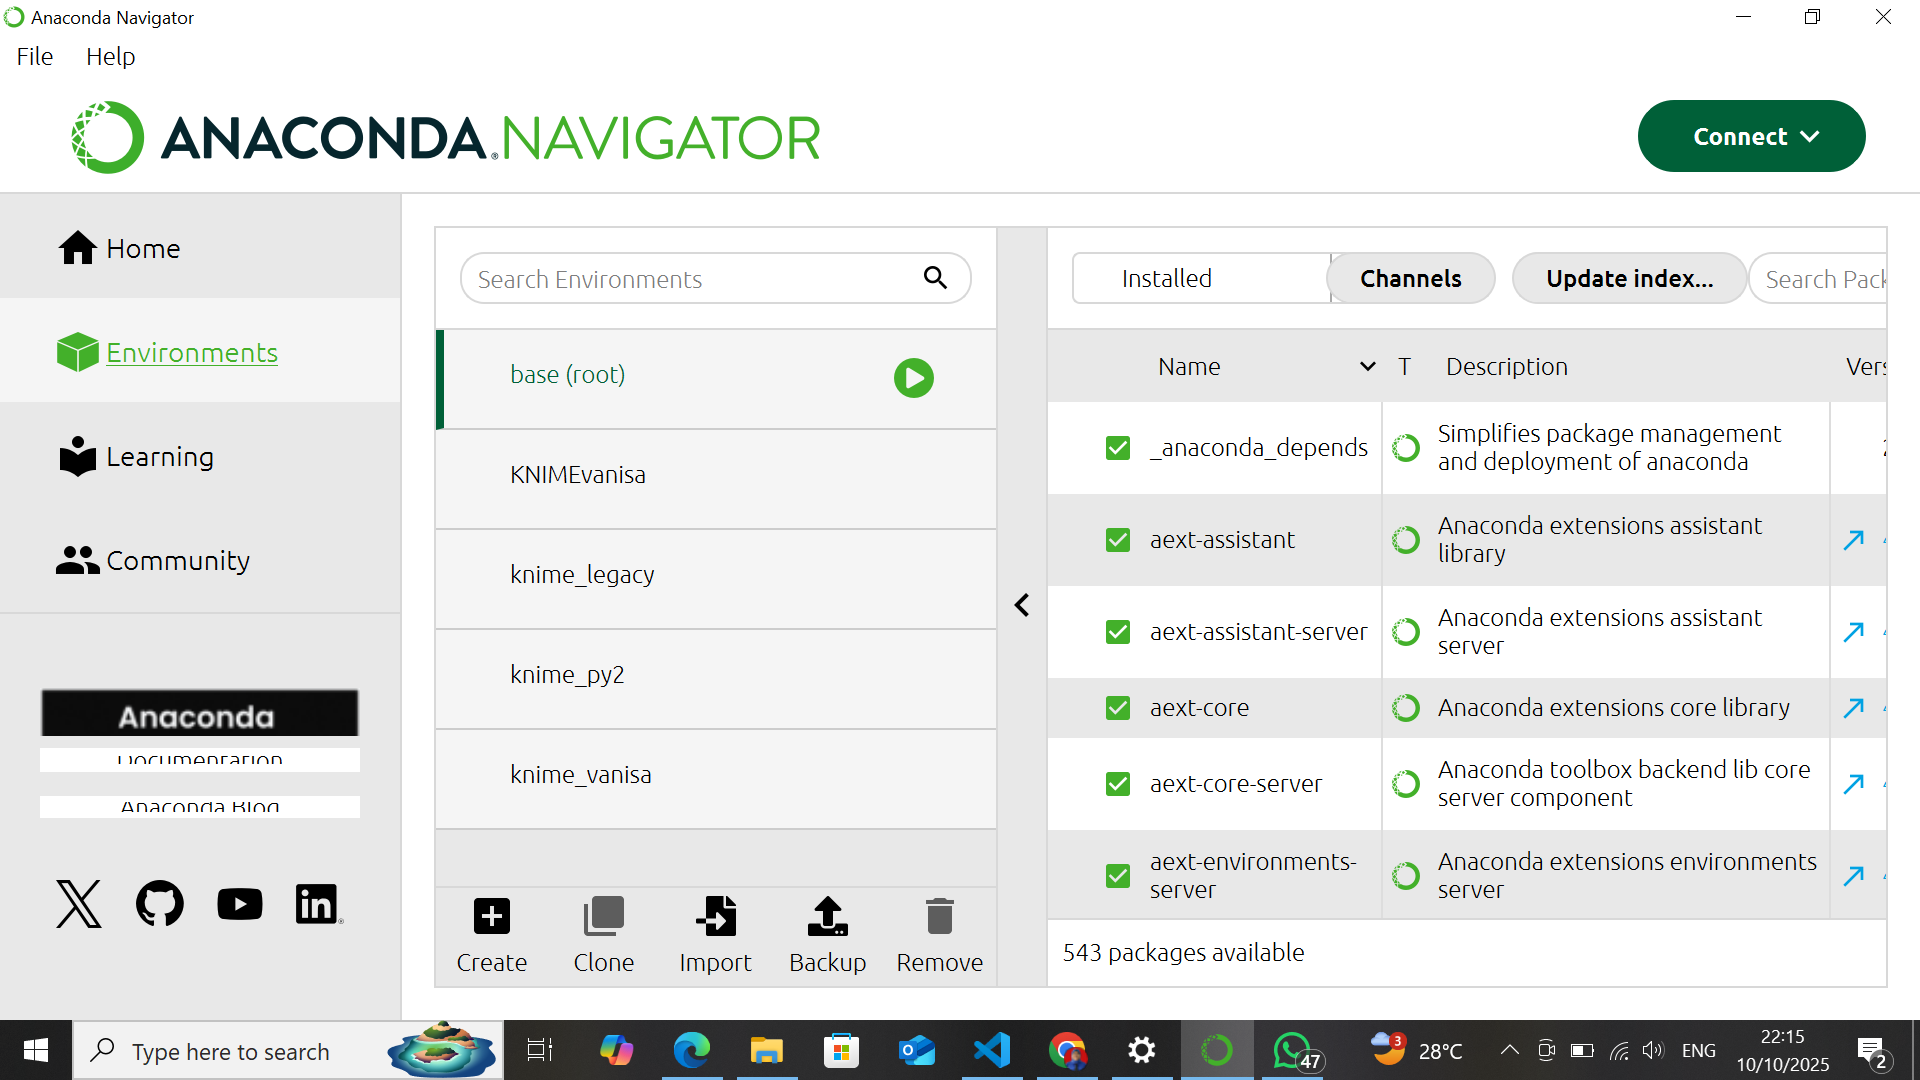 Anaconda Navigator
File Help
ANACONDA.NAVIGATOR
Connect
Home
Environments
Learning
Community
Anaconda
Documentation
Anaconda Blog
Search Environments
base (root)
KNIMEvanisa
knime_legacy
knime_py2
knime_vanisa
Create Clone Import Backup Remove
Installed Channels Update index...
Name T Description
_anaconda_depends Simplifies package management
and deployment of anaconda
aext-assistant Anaconda extensions assistant
library
aext-assistant-server Anaconda extensions assistant
server
aext-core Anaconda extensions core library
aext-core-server Anaconda toolbox backend lib core
server component
aext-environments-
server
Anaconda extensions environments
server
543 packages available
Type here to search
3 28°C ENG
47
22:15
10/10/2025
2